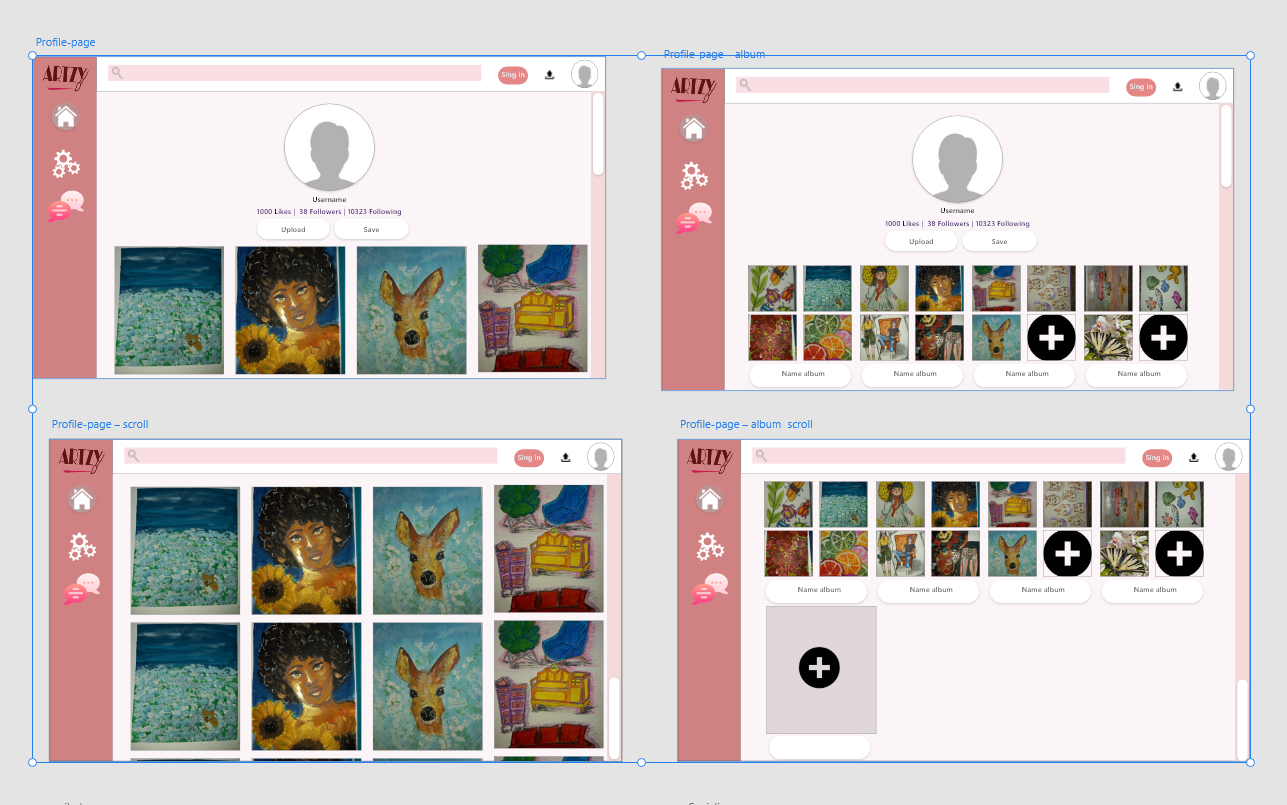 Profile-page
ARTZY
Sing in
Username
1000 Likes | 38 Followers | 10323 Following
Upload
Save
Profile page album
ARTZY
Sing in
Username
1000 Likes | 38 Followers | 10323 Following
Upload
Save
Name album
Name album
Name album
Name album
Profile-page – scroll
ARTZY
Sing in
Profile-page – album scroll
ARTZY
Sing in
Name album
Name album
Name album
Name album